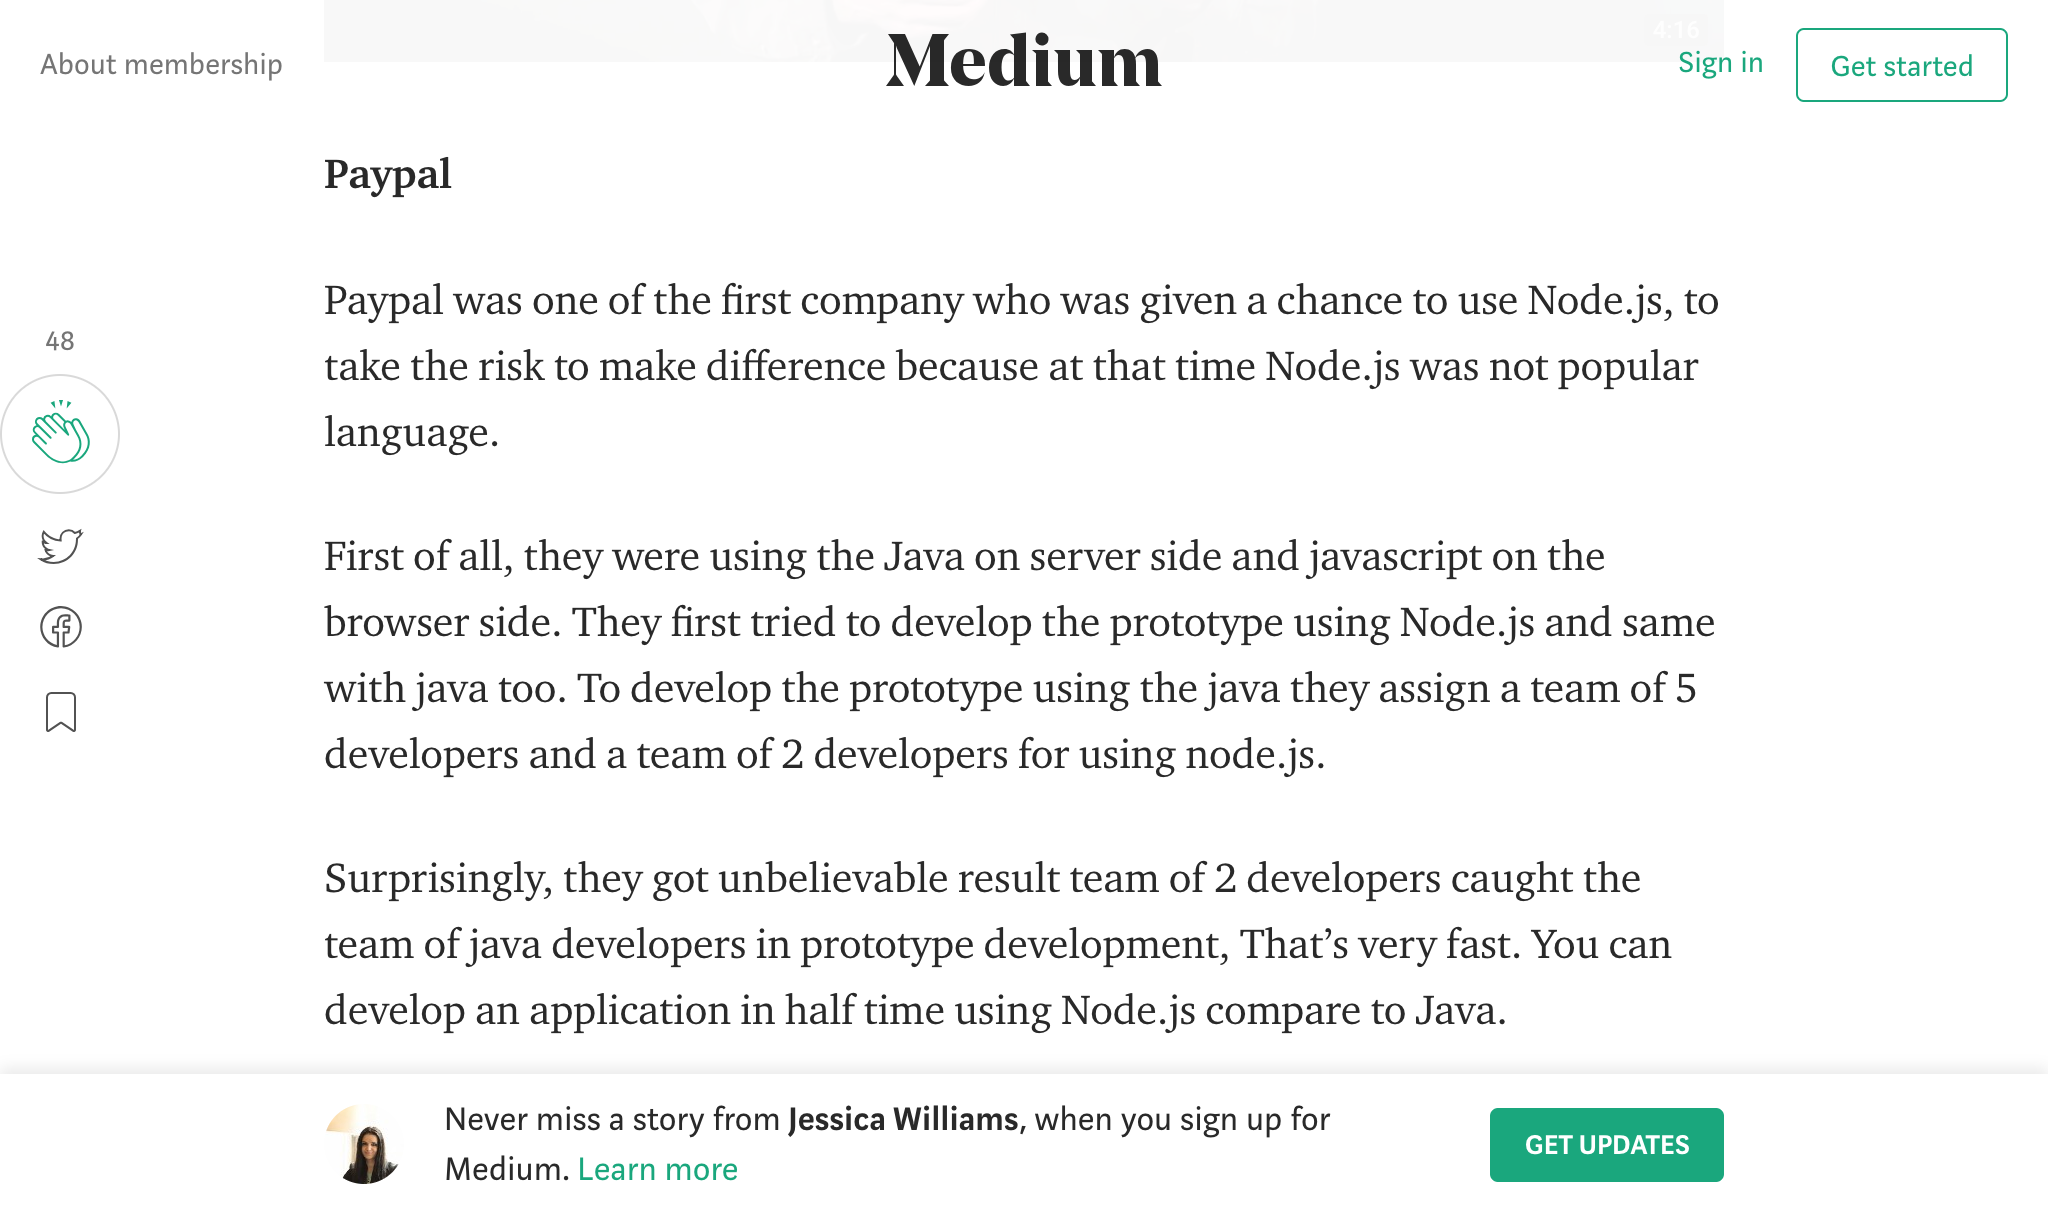 4:16
About membership
Medium
Sign in
Get started
Paypal
Paypal was one of the first company who was given a chance to use Node.js, to
take the risk to make difference because at that time Node.js was not popular
language.
48
First of all, they were using the Java on server side and javascript on the
browser side. They first tried to develop the prototype using Node.js and same
with java too. To develop the prototype using the java they assign a team of 5
developers and a team of 2 developers for using node.js.
Surprisingly, they got unbelievable result team of 2 developers caught the
team of java developers in prototype development, That’s very fast. You can
develop an application in half time using Node.js compare to Java.
Never miss a story from Jessica Williams, when you sign up for
Medium. Learn more
GET UPDATES